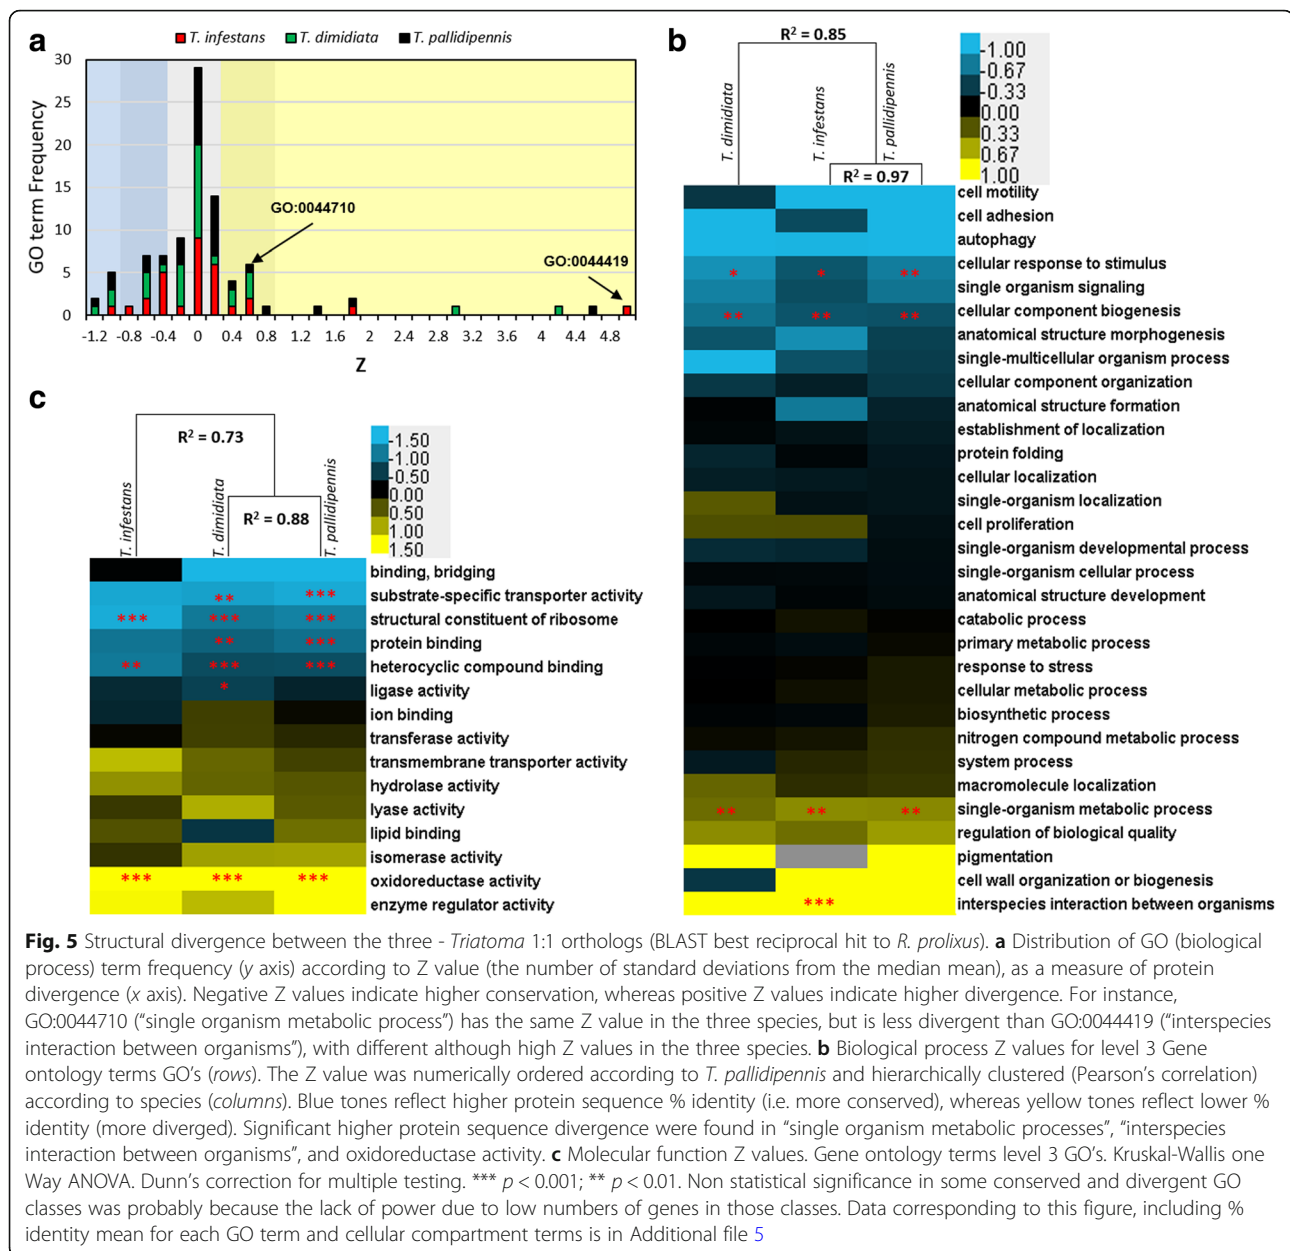 a
T. infestans T. dimidiata T. pallidipennis
GO term Frequency
30
25
20
15
10
5
0
GO:0044710
GO:0044419
-1.2 -0.4 0 0.4 1.2 2 2.8 3.6 4.4 4.8
Z
b
R² = 0.85
T. dimidiata
T. infestans
T. pallidipennis
R² = 0.97
-1.00
-0.67
-0.33
0.00
0.33
0.67
1.00
cell motility
cell adhesion
autophagy
* * ** cellular response to stimulus
single organism signaling
** ** ** cellular component biogenesis
anatomical structure morphogenesis
single-multicellular organism process
cellular component organization
anatomical structure formation
establishment of localization
protein folding
cellular localization
single-organism localization
cell proliferation
single-organism developmental process
single-organism cellular process
anatomical structure development
catabolic process
primary metabolic process
response to stress
cellular metabolic process
biosynthetic process
nitrogen compound metabolic process
system process
macromolecule localization
** ** ** single-organism metabolic process
regulation of biological quality
pigmentation
cell wall organization or biogenesis
*** interspecies interaction between organisms
c
R² = 0.73
T. infestans
T. dimidiata
T. pallidipennis
R² = 0.88
-1.50
-1.00
-0.50
0.00
0.50
1.00
1.50
binding, bridging
** *** substrate-specific transporter activity
*** *** *** structural constituent of ribosome
** *** protein binding
** *** *** heterocyclic compound binding
* ligase activity
ion binding
transferase activity
transmembrane transporter activity
hydrolase activity
lyase activity
lipid binding
isomerase activity
*** *** *** oxidoreductase activity
enzyme regulator activity
Fig. 5 Structural divergence between the three - Triatoma 1:1 orthologs (BLAST best reciprocal hit to R. prolixus). a Distribution of GO (biological
process) term frequency (y axis) according to Z value (the number of standard deviations from the median mean), as a measure of protein
divergence (x axis). Negative Z values indicate higher conservation, whereas positive Z values indicate higher divergence. For instance,
GO:0044710 (“single organism metabolic process”) has the same Z value in the three species, but is less divergent than GO:0044419 (“interspecies
interaction between organisms”), with different although high Z values in the three species. b Biological process Z values for level 3 Gene
ontology terms GO’s (rows). The Z value was numerically ordered according to T. pallidipennis and hierarchically clustered (Pearson’s correlation)
according to species (columns). Blue tones reflect higher protein sequence % identity (i.e. more conserved), whereas yellow tones reflect lower %
identity (more diverged). Significant higher protein sequence divergence were found in “single organism metabolic processes”, “interspecies
interaction between organisms”, and oxidoreductase activity. c Molecular function Z values. Gene ontology terms level 3 GO’s. Kruskal-Wallis one
Way ANOVA. Dunn’s correction for multiple testing. *** p < 0.001; ** p < 0.01. Non statistical significance in some conserved and divergent GO
classes was probably because the lack of power due to low numbers of genes in those classes. Data corresponding to this figure, including %
identity mean for each GO term and cellular compartment terms is in Additional file 5